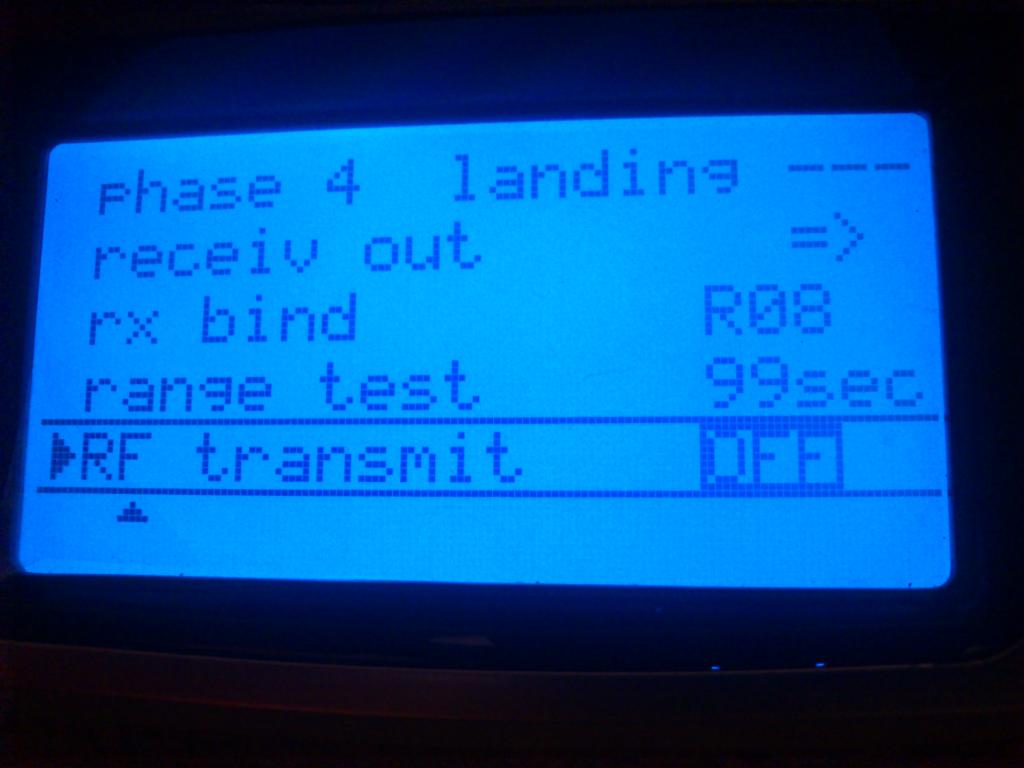 phase 4 landing ---
receiv out =>
rx bind R08
range test 99sec
RF transmit OFF